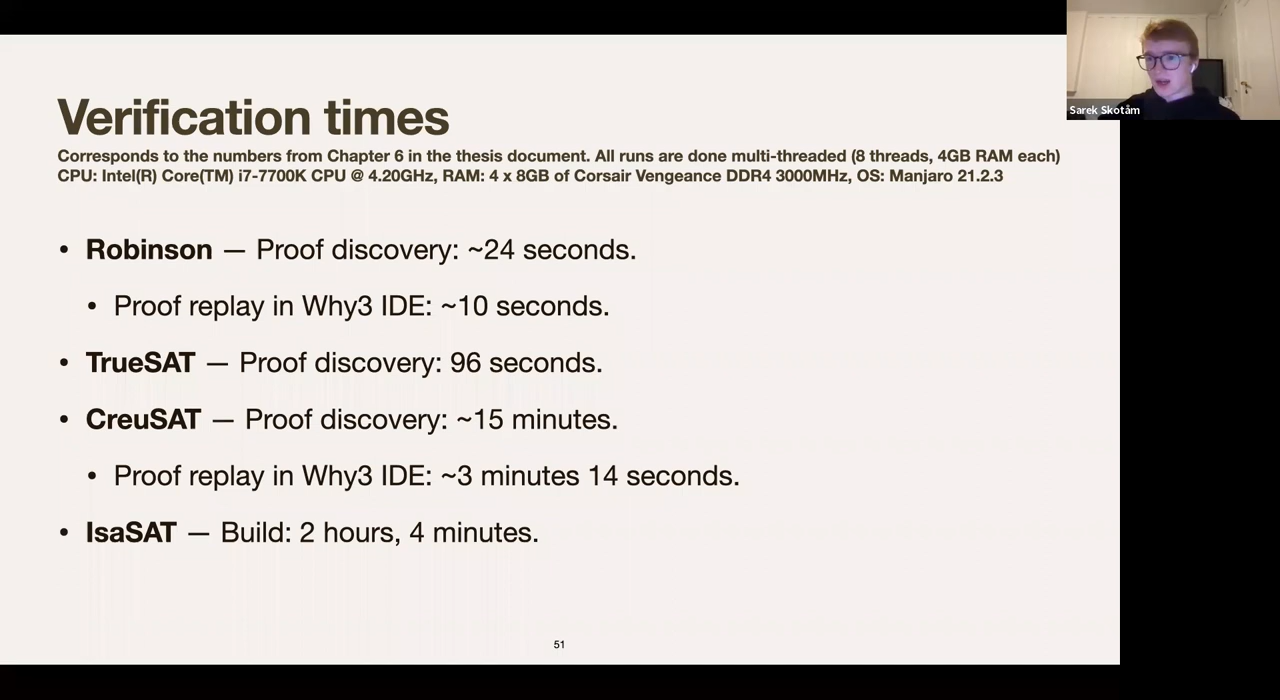 Verification times
Corresponds to the numbers from Chapter 6 in the thesis document. All runs are done multi-threaded (8 threads, 4GB RAM each)
CPU: Intel(R) Core(TM) i7-7700K CPU @ 4.20GHz, RAM: 4 x 8GB of Corsair Vengeance DDR4 3000MHz, OS: Manjaro 21.2.3
• Robinson — Proof discovery: ~24 seconds.
• Proof replay in Why3 IDE: ~10 seconds.
• TrueSAT — Proof discovery: 96 seconds.
• CreuSAT — Proof discovery: ~15 minutes.
• Proof replay in Why3 IDE: ~3 minutes 14 seconds.
• IsaSAT — Build: 2 hours, 4 minutes.
51
Sarek Skotåm